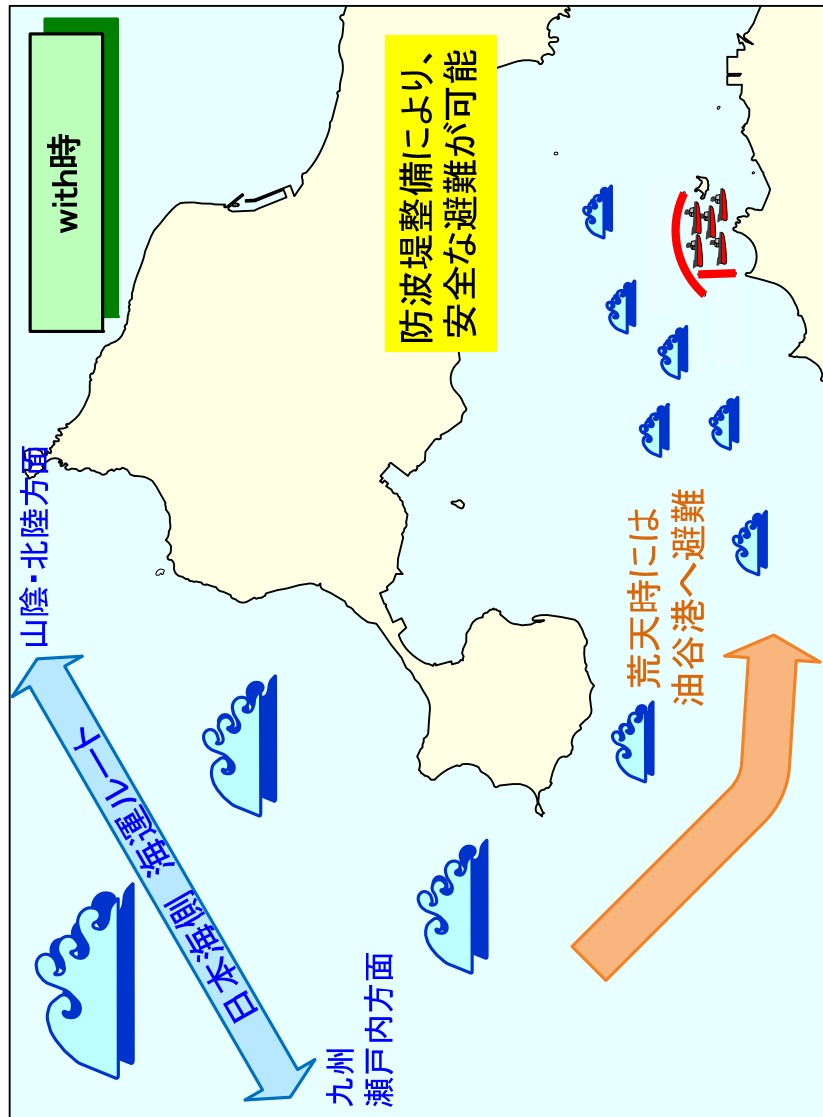 with時
山陰・北陸方面
日本海側　海運ルート
九州
瀬戸内方面
防波堤整備により、
安全な避難が可能
荒天時には
油谷港へ避難